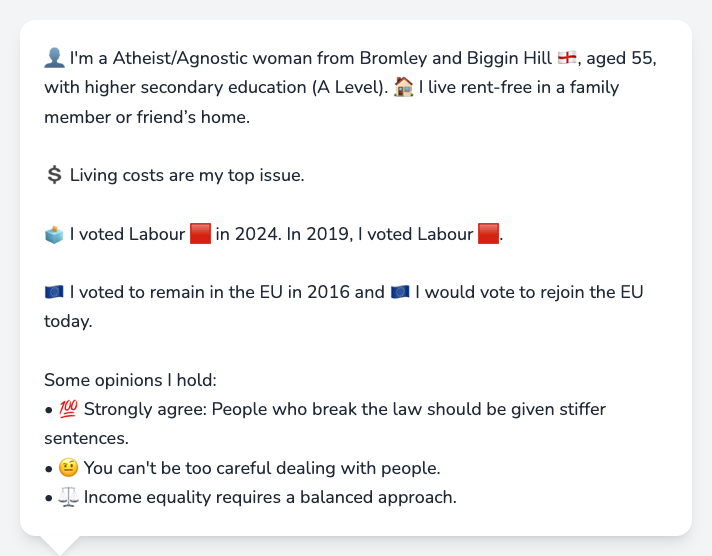 👤 I'm a Atheist/Agnostic woman from Bromley and Biggin Hill 🏴󠁧󠁢󠁥󠁮󠁧󠁿, aged 55,
with higher secondary education (A Level). 🏠 I live rent-free in a family
member or friend’s home.
💲 Living costs are my top issue.
🗳️ I voted Labour 🟥 in 2024. In 2019, I voted Labour 🟥.
🇪🇺 I voted to remain in the EU in 2016 and 🇪🇺 I would vote to rejoin the EU
today.
Some opinions I hold:
• 💯 Strongly agree: People who break the law should be given stiffer
sentences.
• 🤨 You can't be too careful dealing with people.
• ⚖️ Income equality requires a balanced approach.